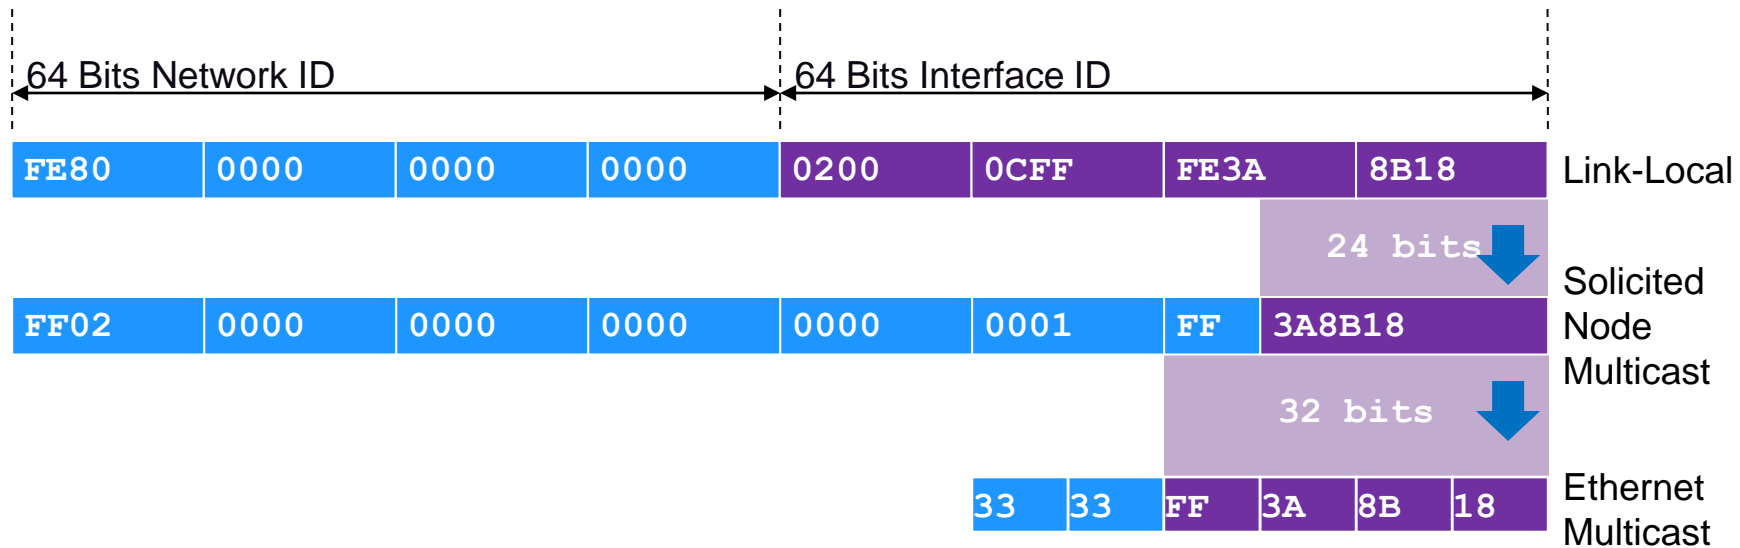 64 Bits Network ID 64 Bits Interface ID
FE80 0000 0000 0000 0200 0CFF FE3A 8B18 Link-Local
24 bits
Solicited
Node
Multicast
FF02 0000 0000 0000 0000 0001 FF 3A8B18
32 bits
33 33 FF 3A 8B 18
Ethernet
Multicast